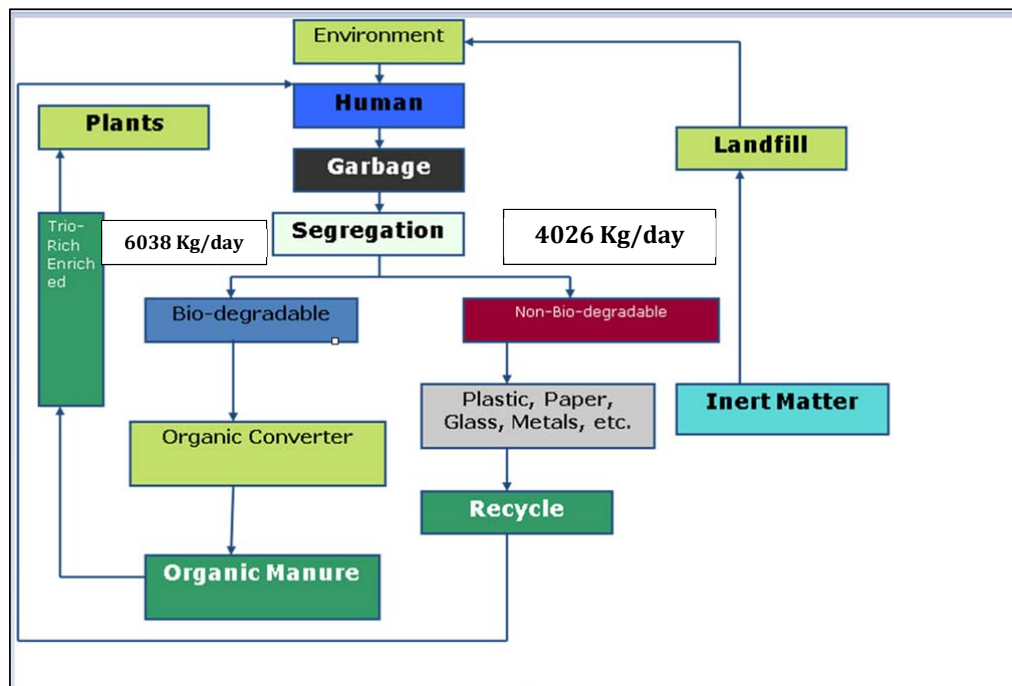 Environment
Human
Plants
Garbage
Landfill
Trio-
Rich
Enrich
ed
6038 Kg/day
Segregation
4026 Kg/day
Bio-degradable
Non-Bio-degradable
Plastic, Paper,
Glass, Metals, etc.
Inert Matter
Organic Converter
Recycle
Organic Manure